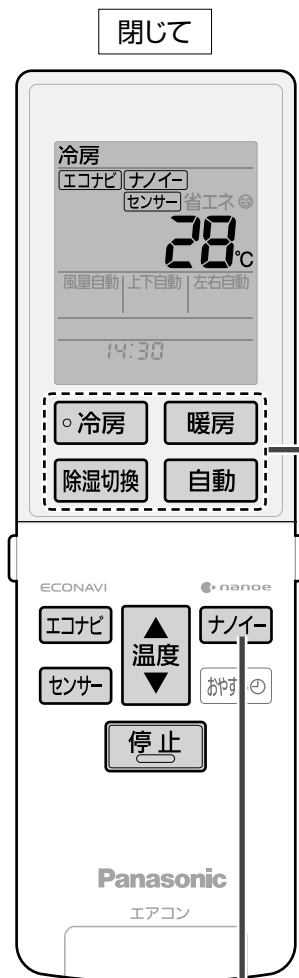 閉じて
冷房
エコナビ ナノイー
センサー 省エネ
28℃
風量自動 上下自動 左右自動
14:30
冷房 暖房
除湿切換 自動
ECONAVI nanoe
エコナビ ▲ 温度 ▼ ナノイー
センサー おやすみ
停止
Panasonic
エアコン